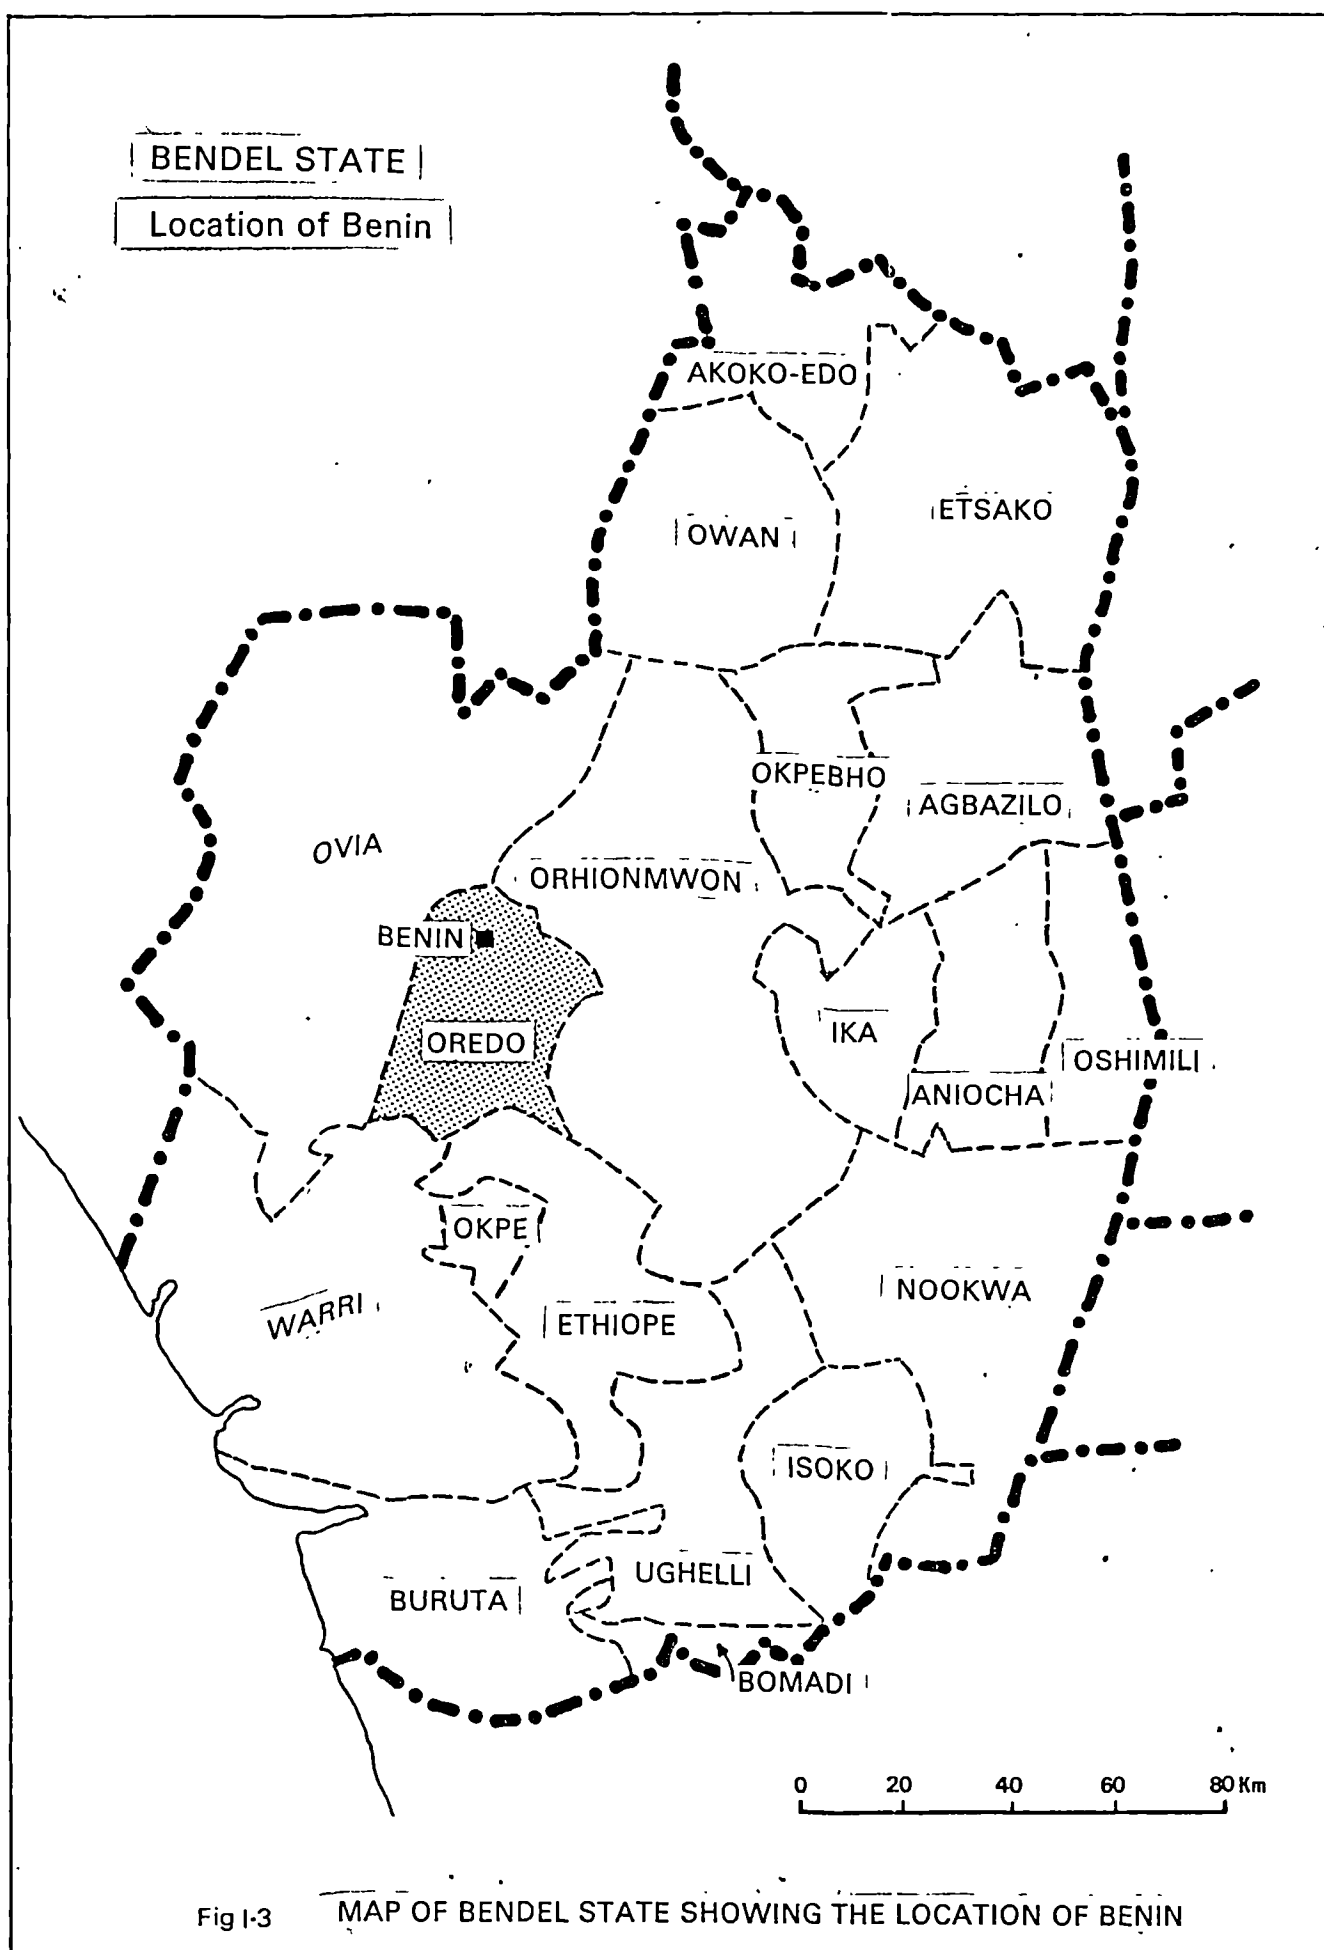 BENDEL STATE
Location of Benin
AKOKO-EDO
ETSAKO
OWAN
OKPEBHO
AGBAZILO
OVIA
ORHIONMWON
BENIN
IKA
OREDO
OSHIMILI
ANIOCHA
OKPE
NOOKWA
WARRI
ETHIOPE
ISOKO
UGHELLI
BURUTA
BOMADI
0 20 40 60 80 Km
Fig I-3 MAP OF BENDEL STATE SHOWING THE LOCATION OF BENIN